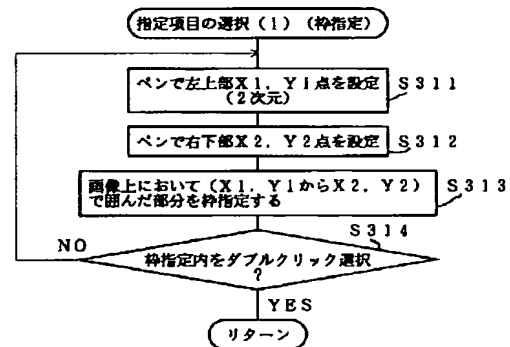 指定項目の選択(1)(枠指定)
ペンで左上部X1,Y1点を設定
(2次元)
S311
ペンで右下部X2,Y2点を設定
S312
画像上において(X1,Y1からX2,Y2)
で囲んだ部分を枠指定する
S313
S314
NO
枠指定内をダブルクリック選択
?
YES
リターン